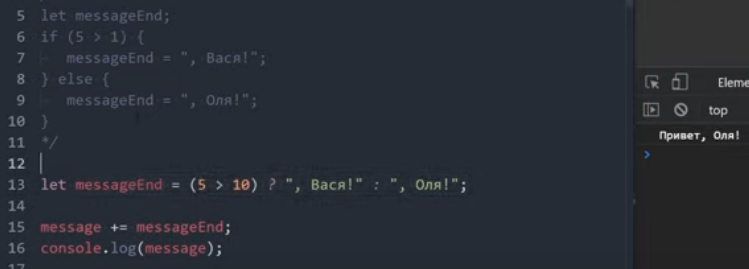 5 let messageEnd;
6 if (5 > 1) {
7 messageEnd = ", Вася!";
8 } else {
9 messageEnd = ", Оля!";
10 }
11 */
12
13 let messageEnd = (5 > 10) ? ", Вася!" : ", Оля!";
14
15 message += messageEnd;
16 console.log(message);
17
Eleme
top
Привет, Оля!
>